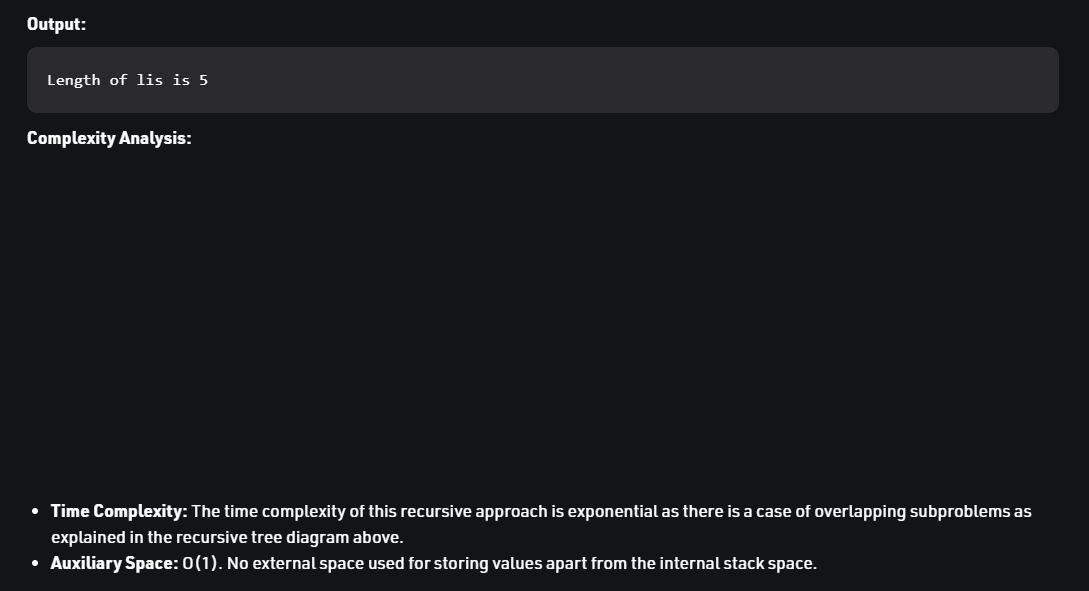 Output:
Length of lis is 5
Complexity Analysis:
• Time Complexity: The time complexity of this recursive approach is exponential as there is a case of overlapping subproblems as
explained in the recursive tree diagram above.
• Auxiliary Space: O(1). No external space used for storing values apart from the internal stack space.